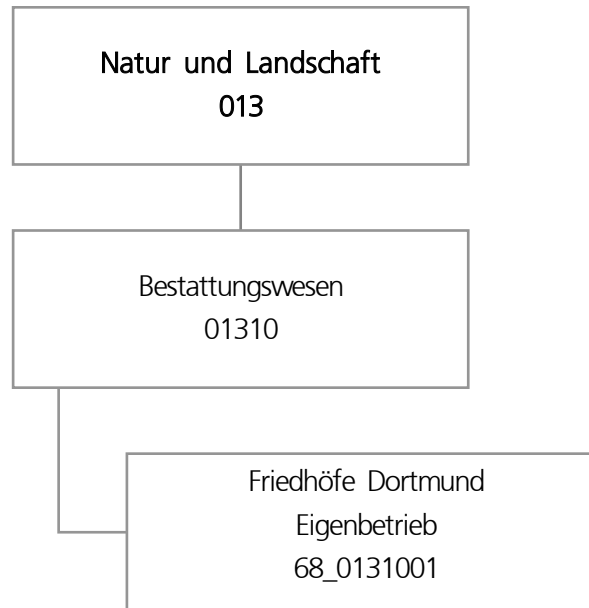 Natur und Landschaft
013
Bestattungswesen
01310
Friedhöfe Dortmund
Eigenbetrieb
68_0131001